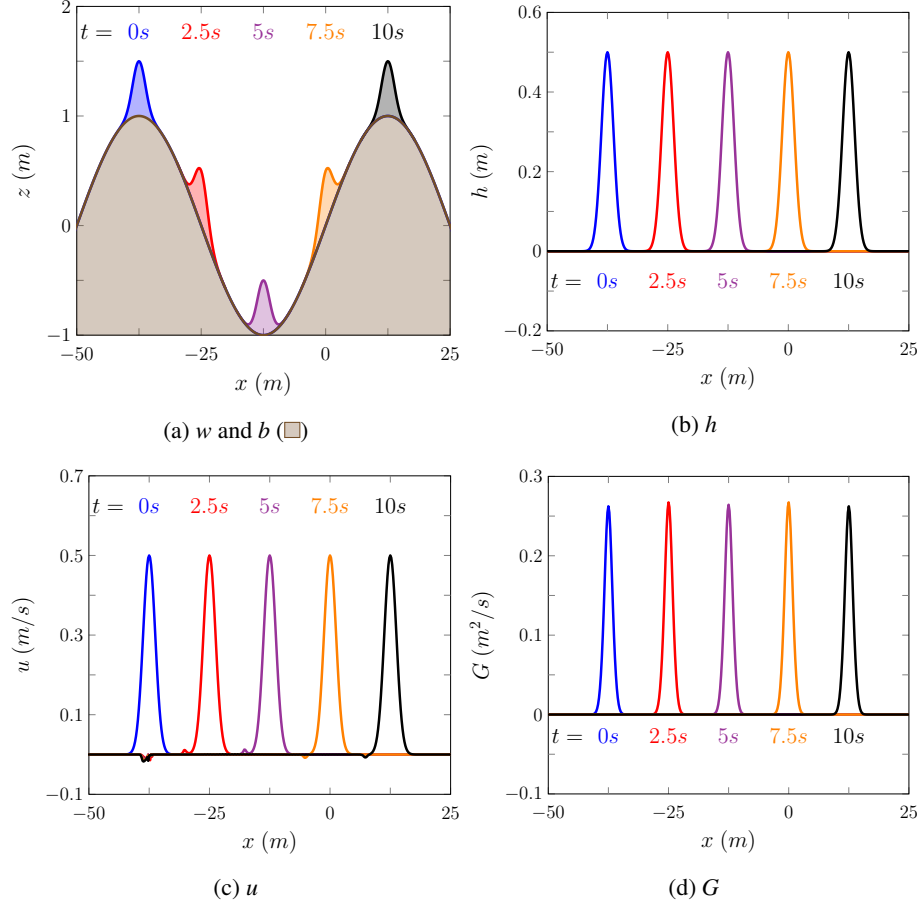 t = 0s 2.5s 5s 7.5s 10s
2
1
0
−1
z (m)
−50 −25 0 25
x (m)
(a) w and b (□)
0.6
0.4
0.2
0
−0.2
h (m)
t = 0s 2.5s 5s 7.5s 10s
−50 −25 0 25
x (m)
(b) h
0.7
0.5
0.3
0.1
−0.1
u (m/s)
t = 0s 2.5s 5s 7.5s 10s
−50 −25 0 25
x (m)
(c) u
0.3
0.2
0.1
0
−0.1
G (m²/s)
t = 0s 2.5s 5s 7.5s 10s
−50 −25 0 25
x (m)
(d) G